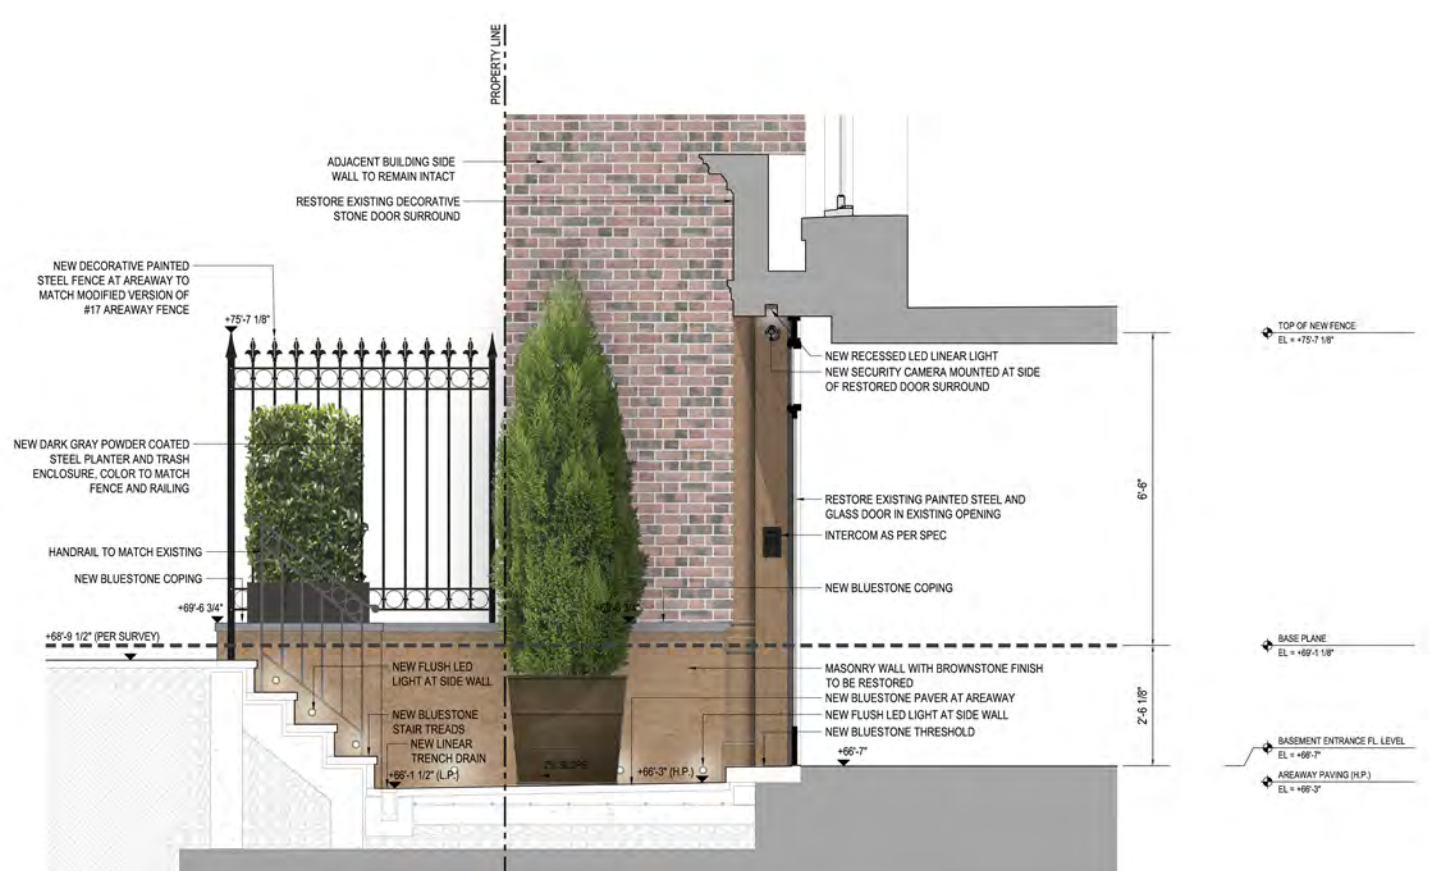 PROPERTY LINE
ADJACENT BUILDING SIDE
WALL TO REMAIN INTACT
RESTORE EXISTING DECORATIVE
STONE DOOR SURROUND
NEW DECORATIVE PAINTED
STEEL FENCE AT AREAWAY TO
MATCH MODIFIED VERSION OF
#17 AREAWAY FENCE
+75'-7 1/8"
NEW DARK GRAY POWDER COATED
STEEL PLANTER AND TRASH
ENCLOSURE, COLOR TO MATCH
FENCE AND RAILING
HANDRAIL TO MATCH EXISTING
NEW BLUESTONE COPING
+69'-6 3/4"
+68'-9 1/2" (PER SURVEY)
NEW FLUSH LED
LIGHT AT SIDE WALL
NEW BLUESTONE
STAIR TREADS
NEW LINEAR
TRENCH DRAIN
+66'-1 1/2" (L.P.)
2% SLOPE
+66'-3" (H.P.)
NEW RECESSED LED LINEAR LIGHT
NEW SECURITY CAMERA MOUNTED AT SIDE
OF RESTORED DOOR SURROUND
RESTORE EXISTING PAINTED STEEL AND
GLASS DOOR IN EXISTING OPENING
INTERCOM AS PER SPEC
NEW BLUESTONE COPING
MASONRY WALL WITH BROWNSTONE FINISH
TO BE RESTORED
NEW BLUESTONE PAVER AT AREAWAY
NEW FLUSH LED LIGHT AT SIDE WALL
NEW BLUESTONE THRESHOLD
+66'-7"
6'-6"
2'-6 1/8"
TOP OF NEW FENCE
EL = +75'-7 1/8"
BASE PLANE
EL = +69'-1 1/8"
BASEMENT ENTRANCE FL. LEVEL
EL = +66'-7"
AREAWAY PAVING (H.P.)
EL = +66'-3"